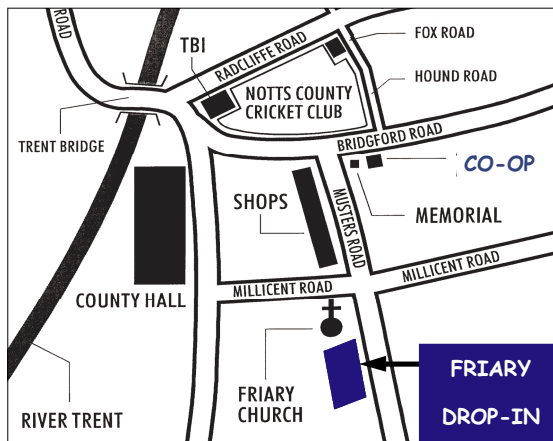 ROAD
TBI
RADCLIFFE ROAD
FOX ROAD
HOUND ROAD
NOTTS COUNTY
CRICKET CLUB
TRENT BRIDGE
BRIDGFORD ROAD
CO-OP
SHOPS
MUSTERS ROAD
MEMORIAL
MILLICENT ROAD
MILLICENT ROAD
COUNTY HALL
FRIARY
CHURCH
RIVER TRENT
FRIARY
DROP-IN